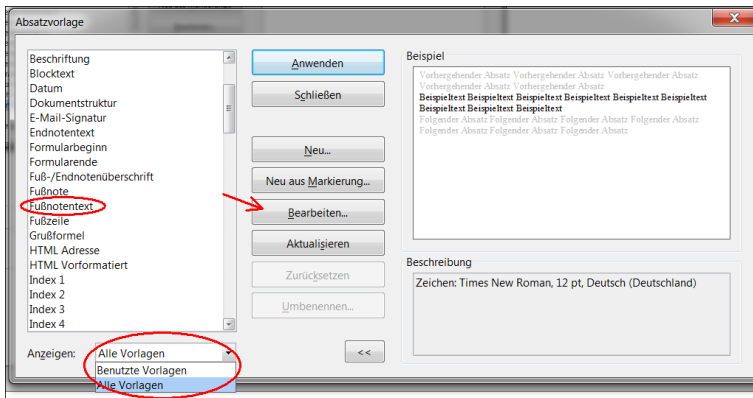 Absatzvorlage
Beschriftung
Blocktext
Datum
Dokumentstruktur
E-Mail-Signatur
Endnotentext
Formularbeginn
Formularende
Fuß-/Endnotenüberschrift
Fußnote
Fußnotentext
Fußzeile
Grußformel
HTML Adresse
HTML Vorformatiert
Index 1
Index 2
Index 3
Index 4
Anzeigen:
Alle Vorlagen
Benutzte Vorlagen
Alle Vorlagen
Anwenden
Schließen
Neu...
Neu aus Markierung...
Bearbeiten...
Aktualisieren
Zurücksetzen
Umbenennen...
<<
Beispiel
Vorhergehender Absatz Vorhergehender Absatz Vorhergehender Absatz
Vorhergehender Absatz Vorhergehender Absatz
Beispieltext Beispieltext Beispieltext Beispieltext Beispieltext Beispieltext
Beispieltext Beispieltext Beispieltext
Folgender Absatz Folgender Absatz Folgender Absatz Folgender Absatz
Folgender Absatz Folgender Absatz Folgender Absatz
Beschreibung
Zeichen: Times New Roman, 12 pt, Deutsch (Deutschland)